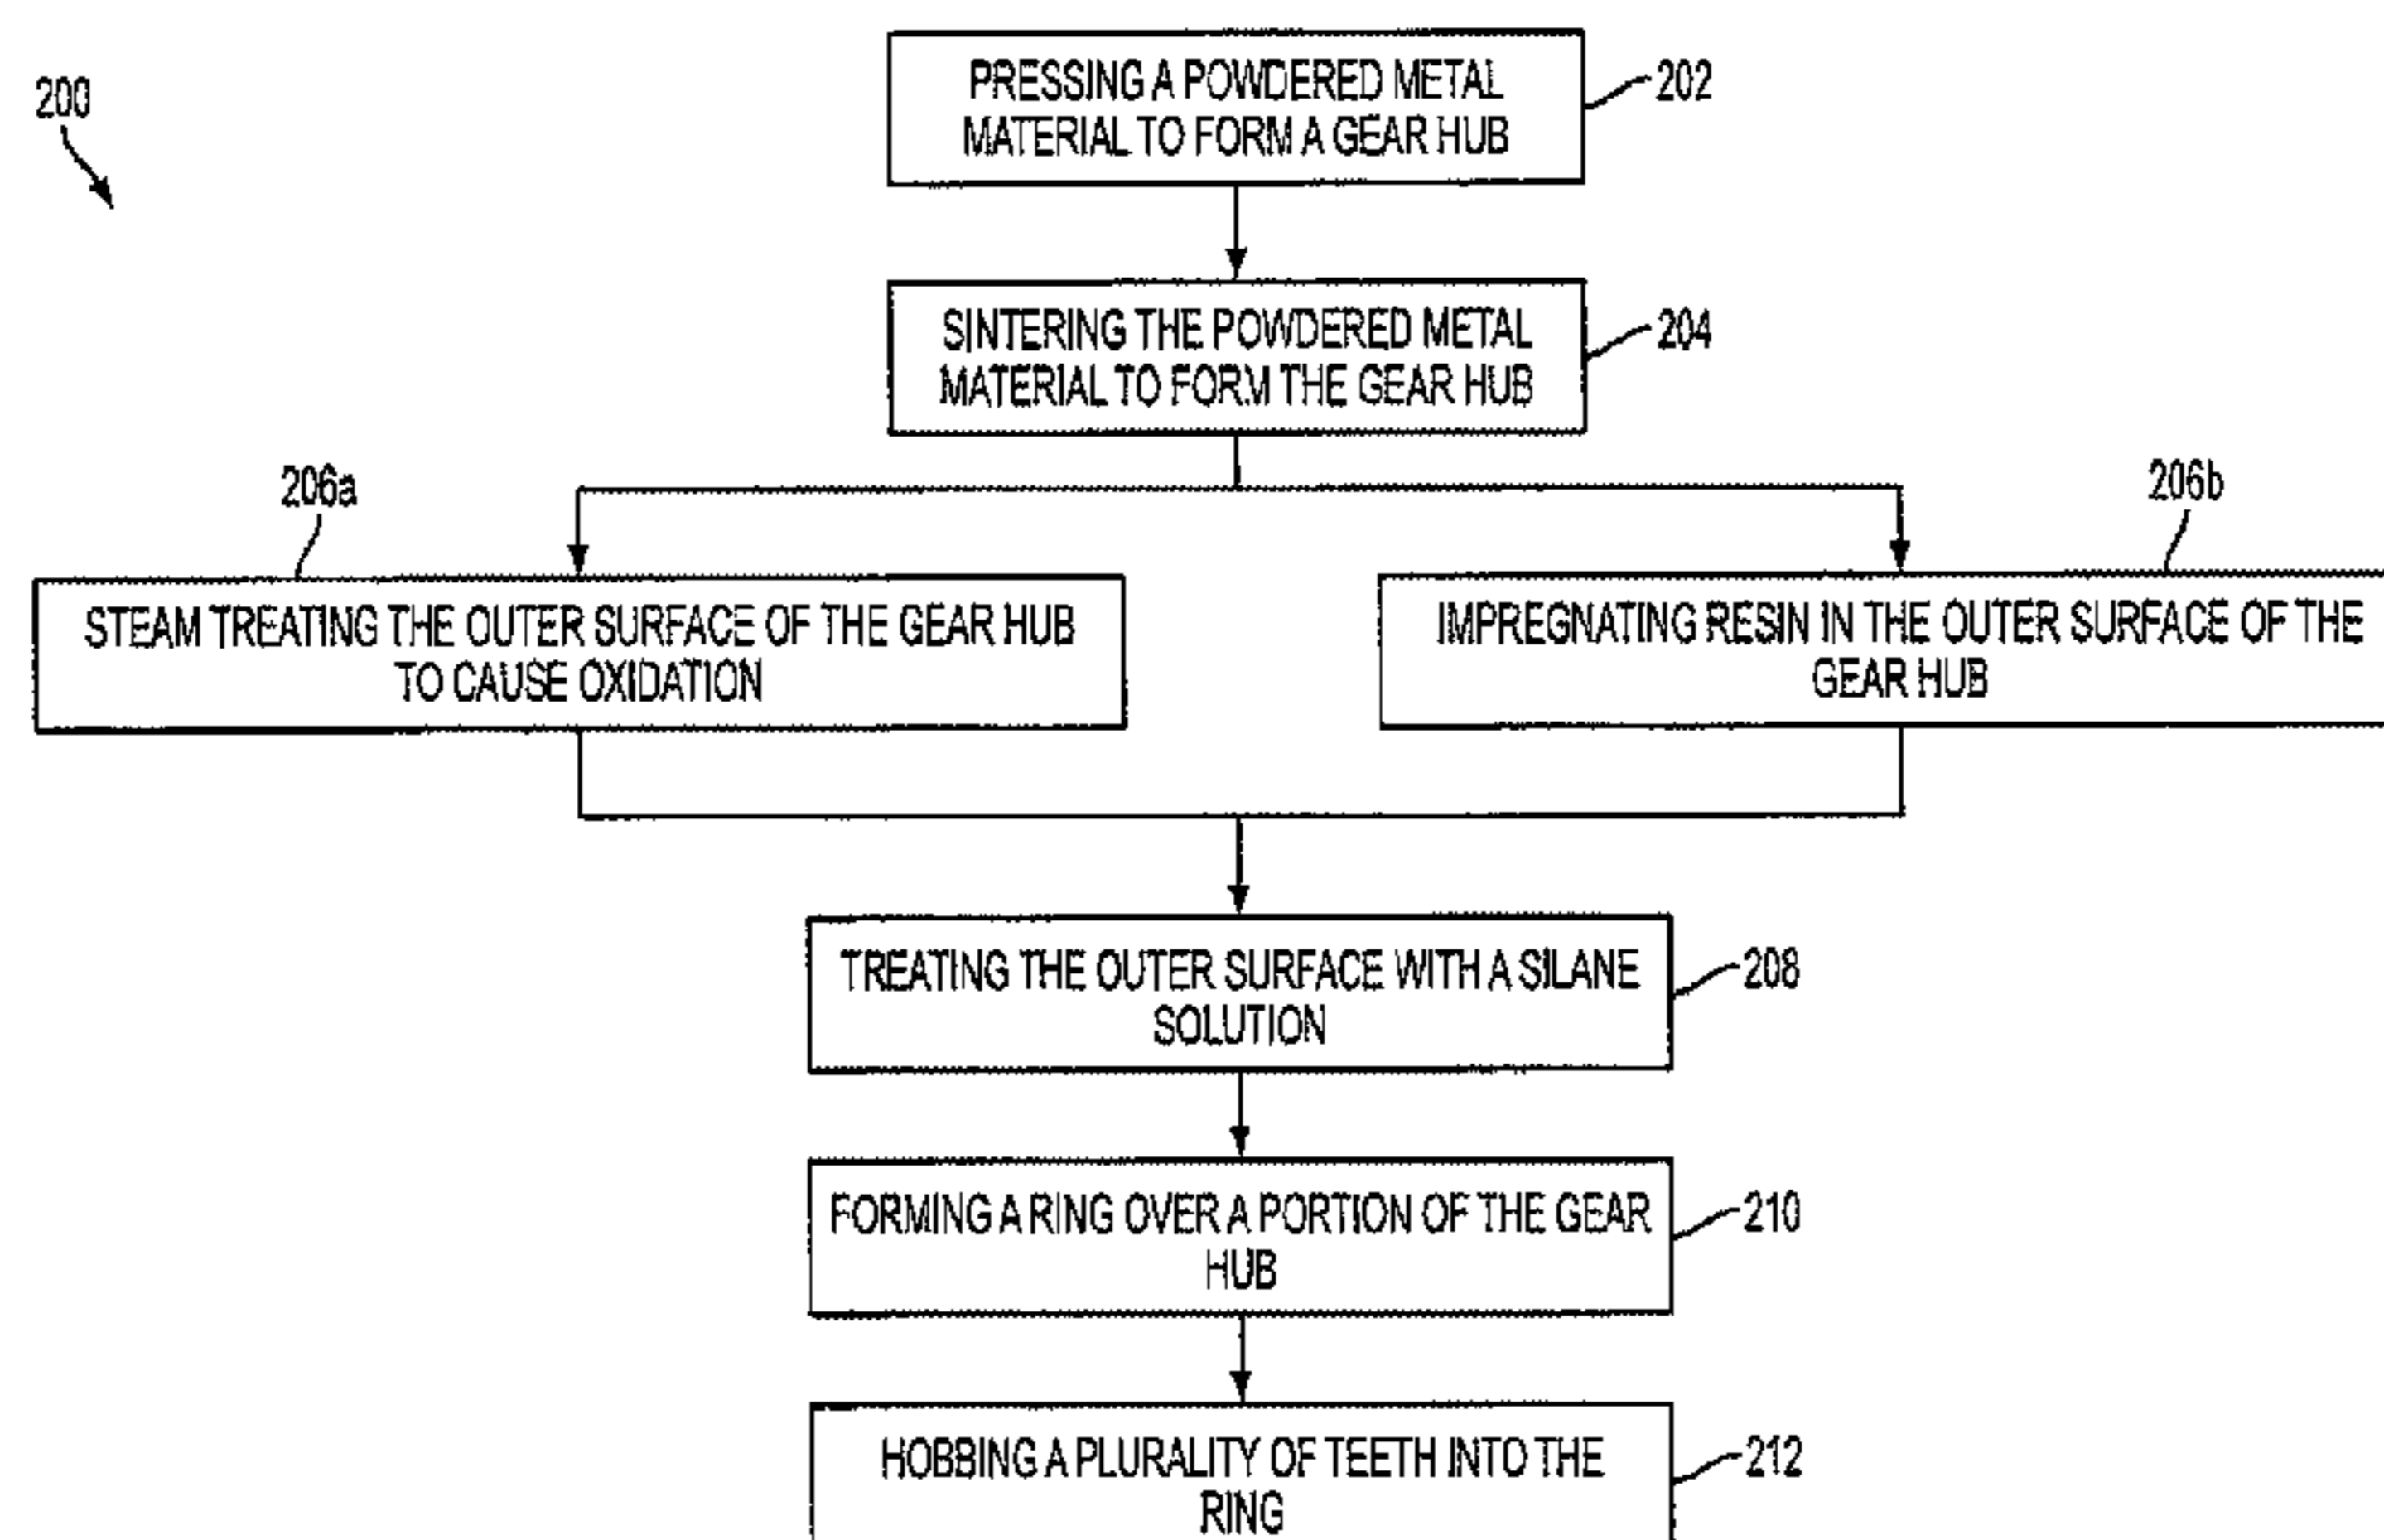 200
PRESSING A POWDERED METAL
MATERIAL TO FORM A GEAR HUB
202
SINTERING THE POWDERED METAL
MATERIAL TO FORM THE GEAR HUB
204
206a
STEAM TREATING THE OUTER SURFACE OF THE GEAR HUB
TO CAUSE OXIDATION
206b
IMPREGNATING RESIN IN THE OUTER SURFACE OF THE
GEAR HUB
TREATING THE OUTER SURFACE WITH A SILANE
SOLUTION
208
FORMING A RING OVER A PORTION OF THE GEAR
HUB
210
HOBBING A PLURALITY OF TEETH INTO THE
RING
212